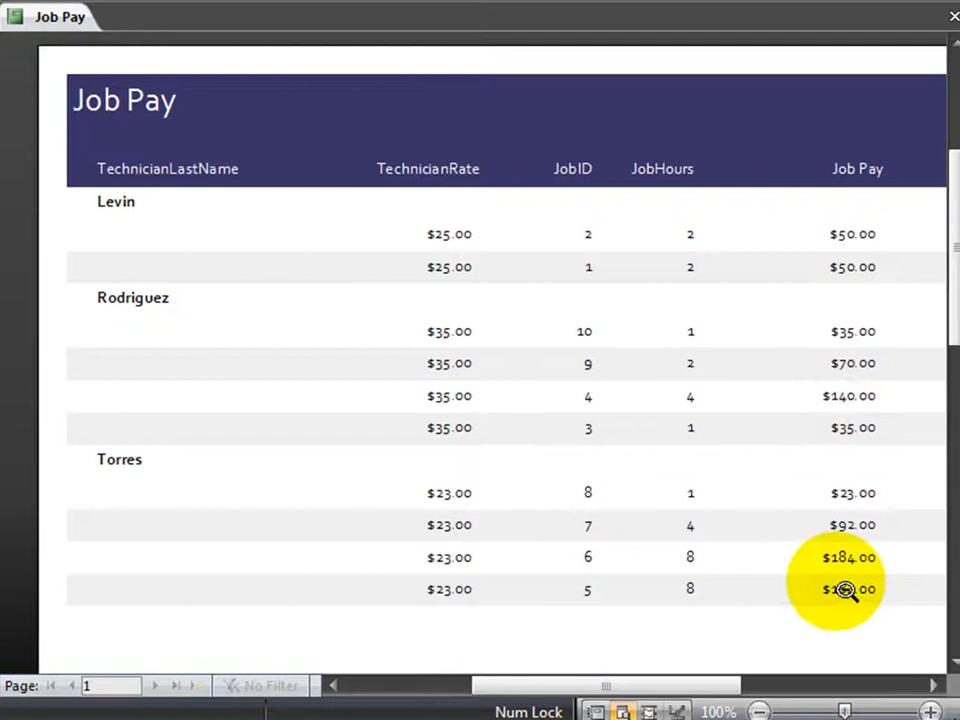 Job Pay
Job Pay
TechnicianLastName TechnicianRate JobID JobHours Job Pay
Levin
$25.00 2 2 $50.00
$25.00 1 2 $50.00
Rodriguez
$35.00 10 1 $35.00
$35.00 9 2 $70.00
$35.00 4 4 $140.00
$35.00 3 1 $35.00
Torres
$23.00 8 1 $23.00
$23.00 7 4 $92.00
$23.00 6 8 $184.00
$23.00 5 8
Page: 1 No Filter
Num Lock 100%